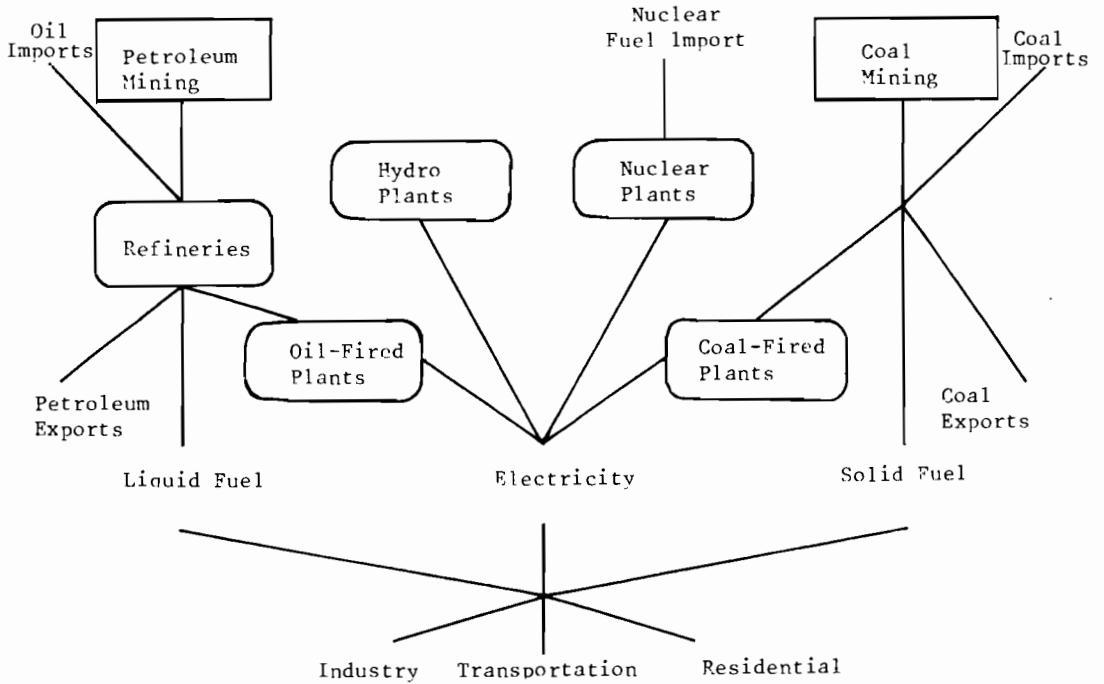 Oil
Imports
Petroleum
Mining
Nuclear
Fuel Import
Coal
Mining
Coal
Imports
Hydro
Plants
Nuclear
Plants
Refineries
Oil-Fired
Plants
Coal-Fired
Plants
Petroleum
Exports
Coal
Exports
Liquid Fuel
Electricity
Solid Fuel
Industry
Transportation
Residential